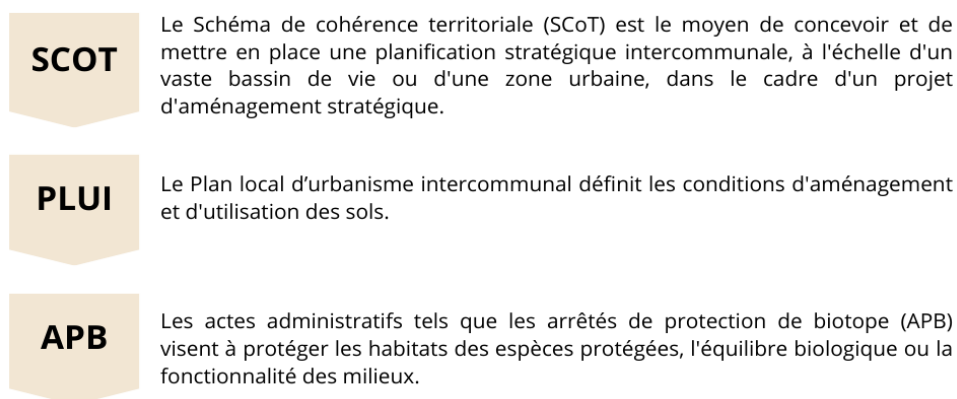 SCOT
Le Schéma de cohérence territoriale (SCoT) est le moyen de concevoir et de
mettre en place une planification stratégique intercommunale, à l'échelle d'un
vaste bassin de vie ou d'une zone urbaine, dans le cadre d'un projet
d'aménagement stratégique.
PLUI
Le Plan local d’urbanisme intercommunal définit les conditions d'aménagement
et d'utilisation des sols.
APB
Les actes administratifs tels que les arrêtés de protection de biotope (APB)
visent à protéger les habitats des espèces protégées, l'équilibre biologique ou la
fonctionnalité des milieux.